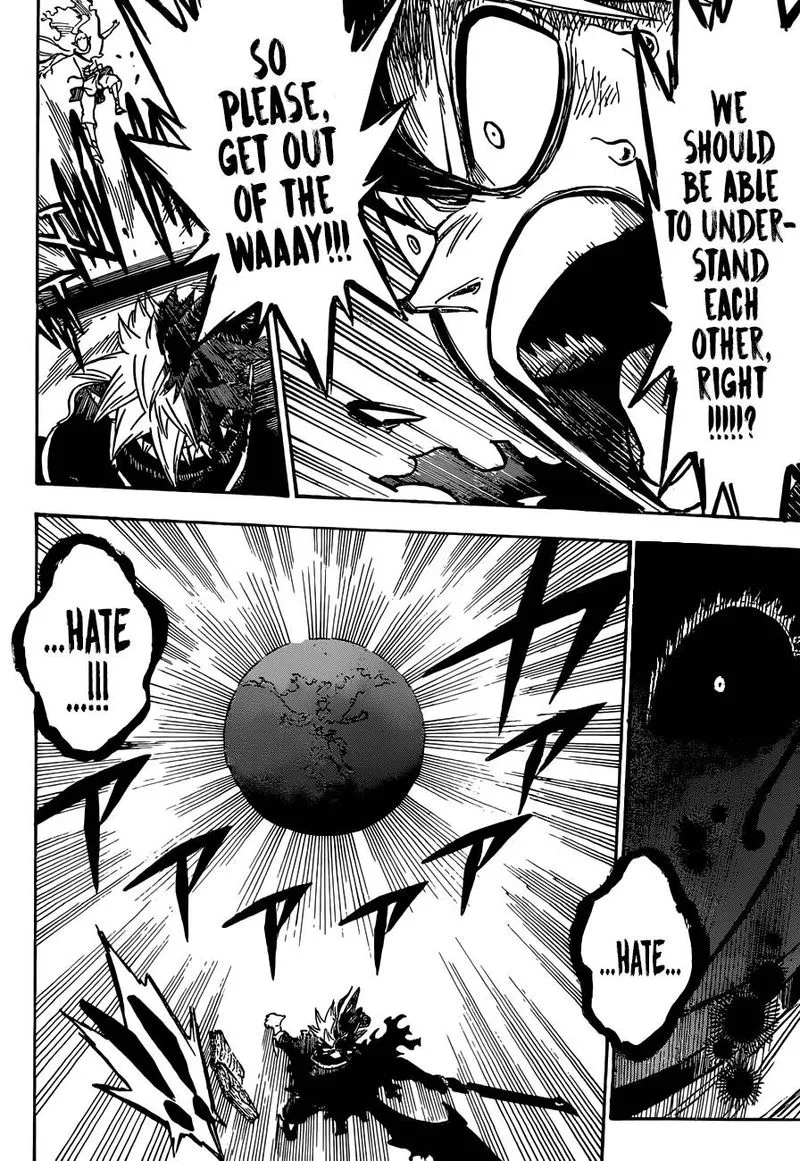 WE
SHOULD
BE ABLE
TO UNDER-
STAND
EACH
OTHER,
RIGHT
!!!!!!?
SO
PLEASE,
GET OUT
OF THE
WAAAY!!!
...HATE...
...HATE
!!!
......